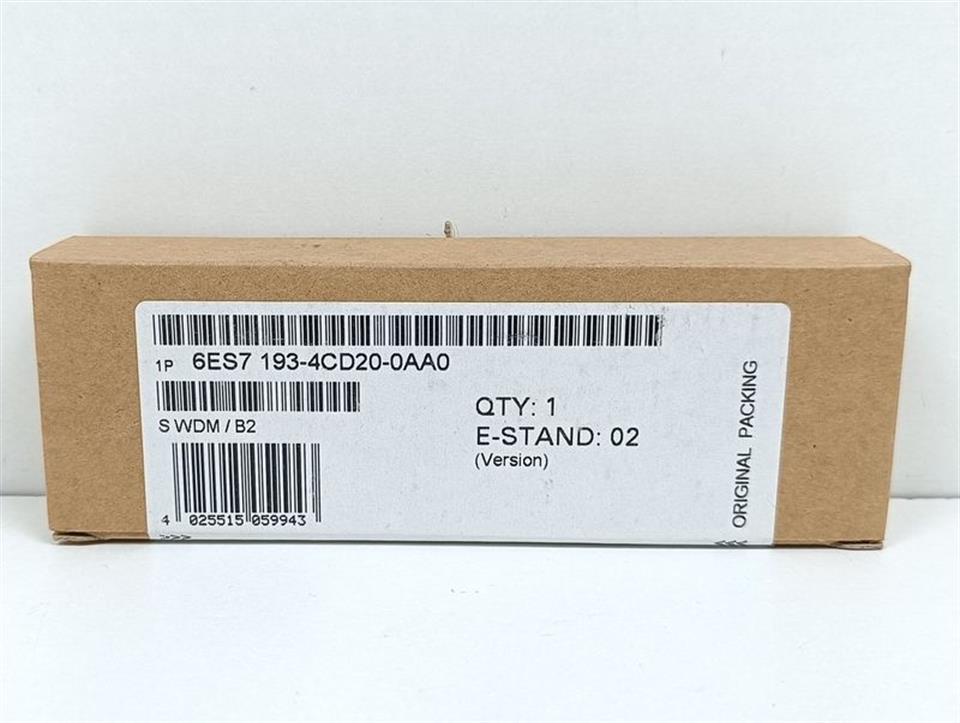 1P 6ES7 193-4CD20-0AA0
S WDM / B2
QTY: 1
E-STAND: 02
(Version)
4 025515 059943
ORIGINAL PACKING